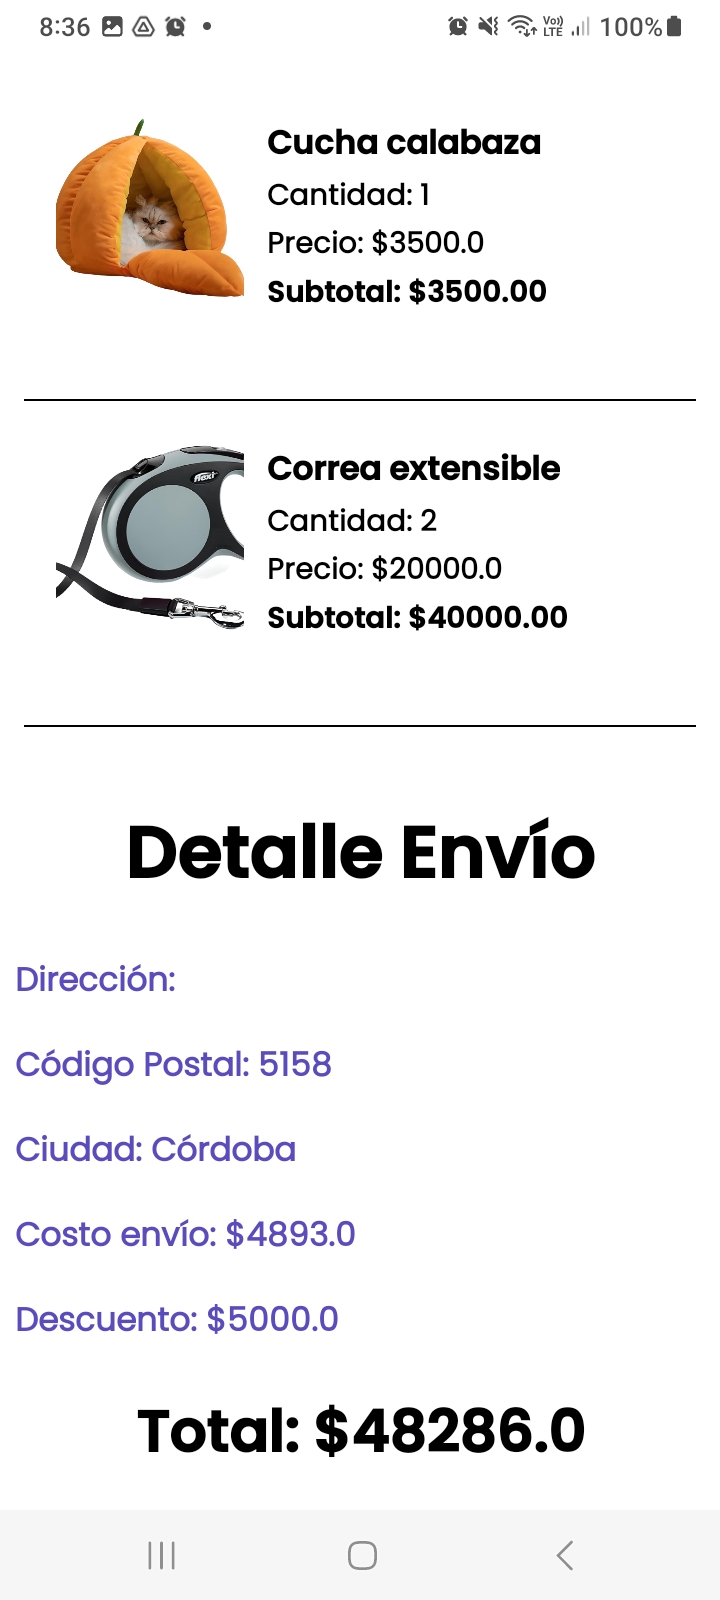 8:36 Vo)) LTE 100%
Cucha calabaza
Cantidad: 1
Precio: $3500.0
Subtotal: $3500.00
flexi
Correa extensible
Cantidad: 2
Precio: $20000.0
Subtotal: $40000.00
Detalle Envío
Dirección:
Código Postal: 5158
Ciudad: Córdoba
Costo envío: $4893.0
Descuento: $5000.0
Total: $48286.0